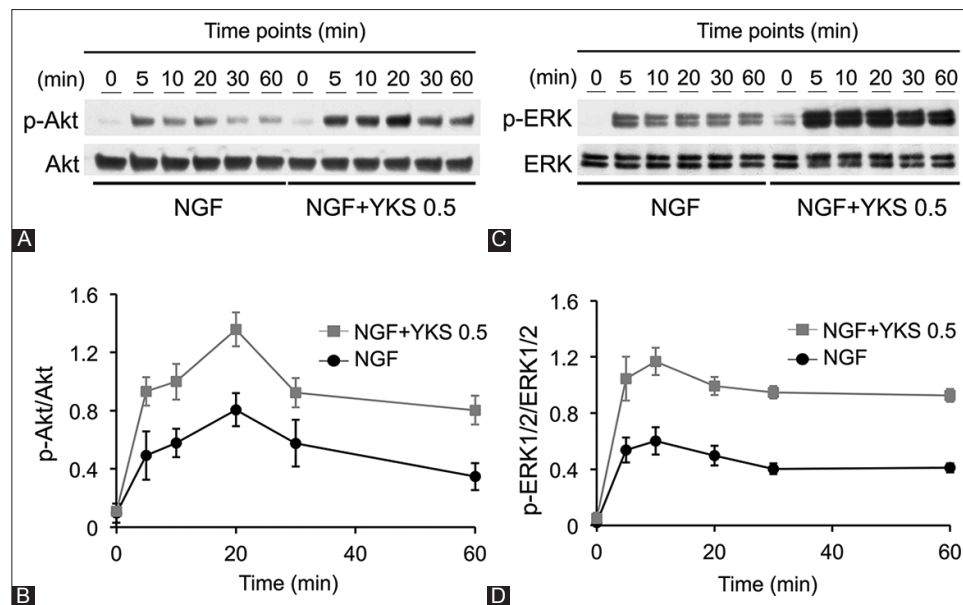 Time points (min)
(min) 0 5 10 20 30 60 0 5 10 20 30 60
p-Akt
Akt
NGF NGF+YKS 0.5
A
Time points (min)
(min) 0 5 10 20 30 60 0 5 10 20 30 60
p-ERK
ERK
NGF NGF+YKS 0.5
C
p-Akt/Akt
1.6
1.2
0.8
0.4
0
0 20 40 60
Time (min)
NGF+YKS 0.5
NGF
B
p-ERK1/2/ERK1/2
1.6
1.2
0.8
0.4
0
0 20 40 60
Time (min)
NGF+YKS 0.5
NGF
D